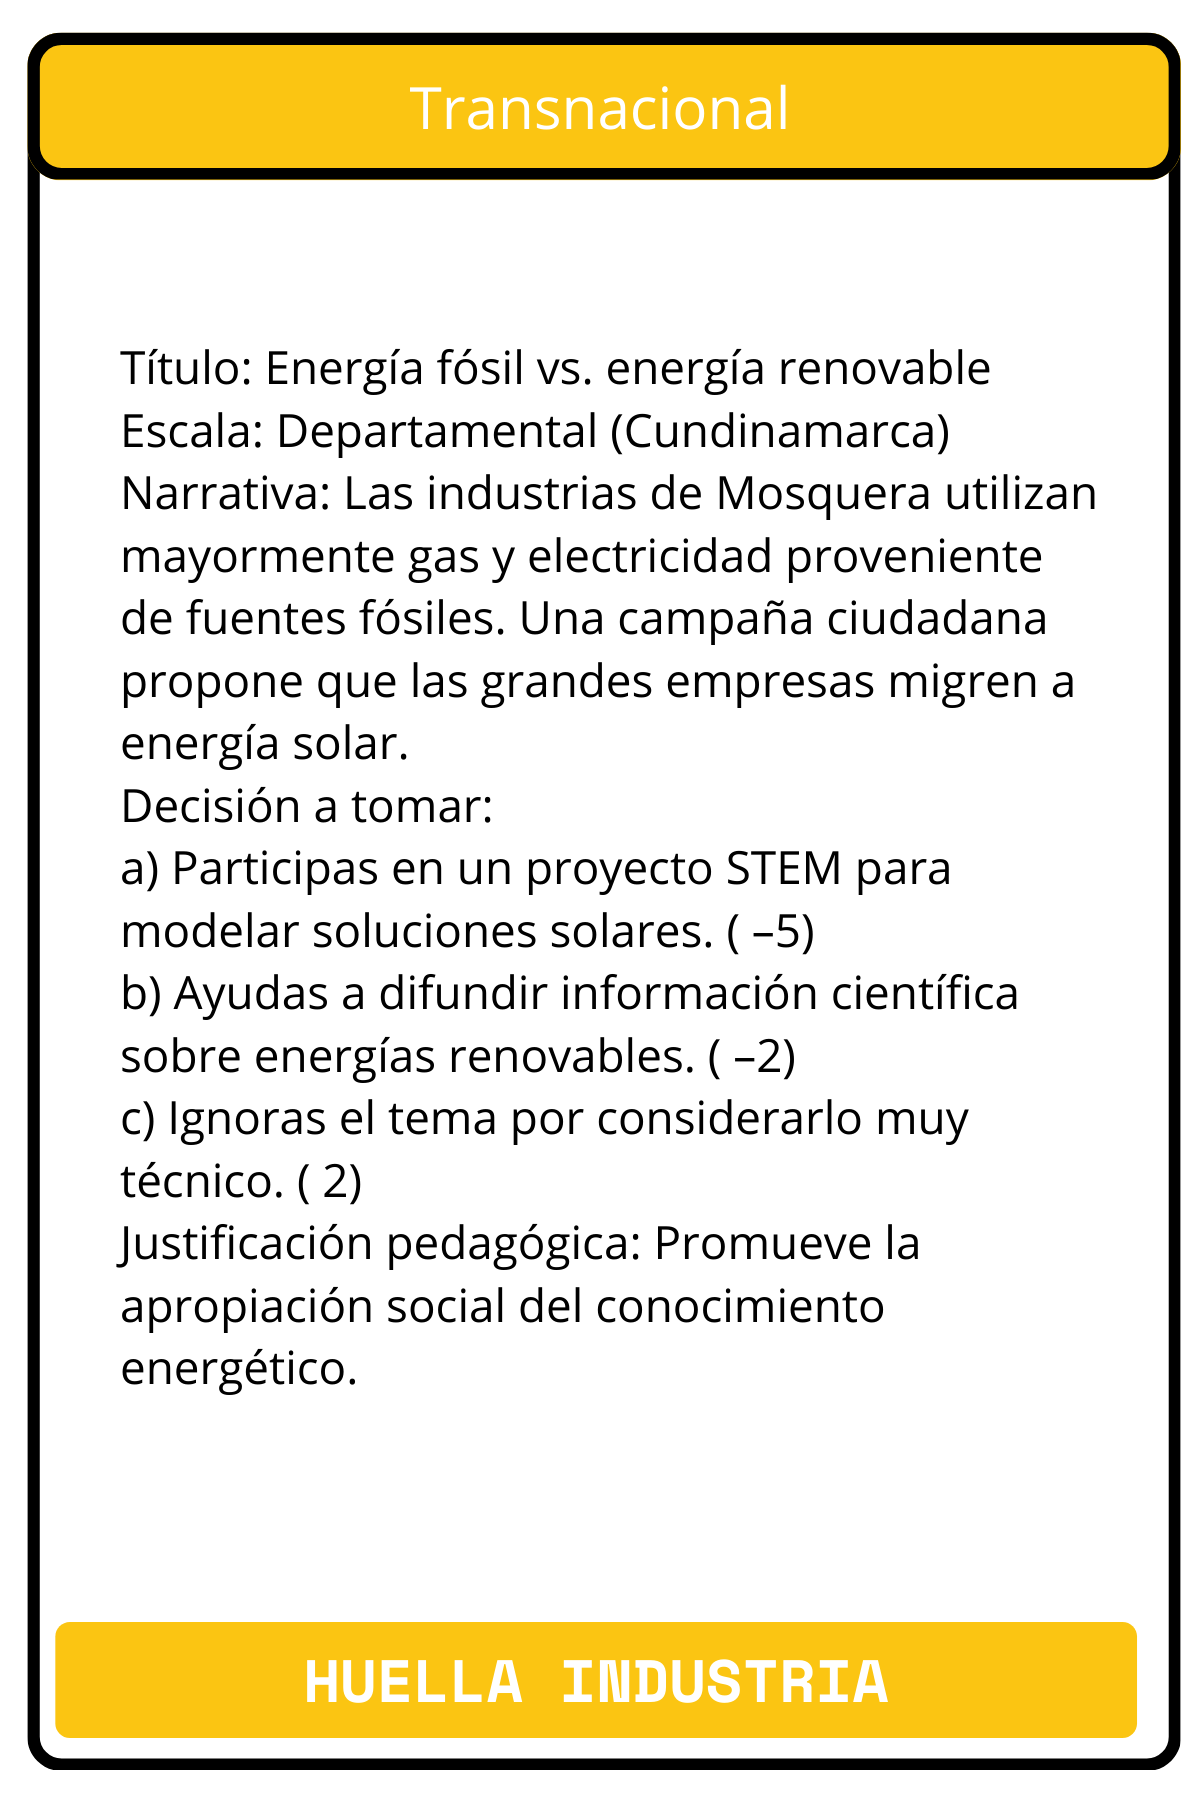 Transnacional
Título: Energía fósil vs. energía renovable
Escala: Departamental (Cundinamarca)
Narrativa: Las industrias de Mosquera utilizan
mayormente gas y electricidad proveniente
de fuentes fósiles. Una campaña ciudadana
propone que las grandes empresas migren a
energía solar.
Decisión a tomar:
a) Participas en un proyecto STEM para
modelar soluciones solares. ( –5)
b) Ayudas a difundir información científica
sobre energías renovables. ( –2)
c) Ignoras el tema por considerarlo muy
técnico. ( 2)
Justificación pedagógica: Promueve la
apropiación social del conocimiento
energético.
HUELLA INDUSTRIA